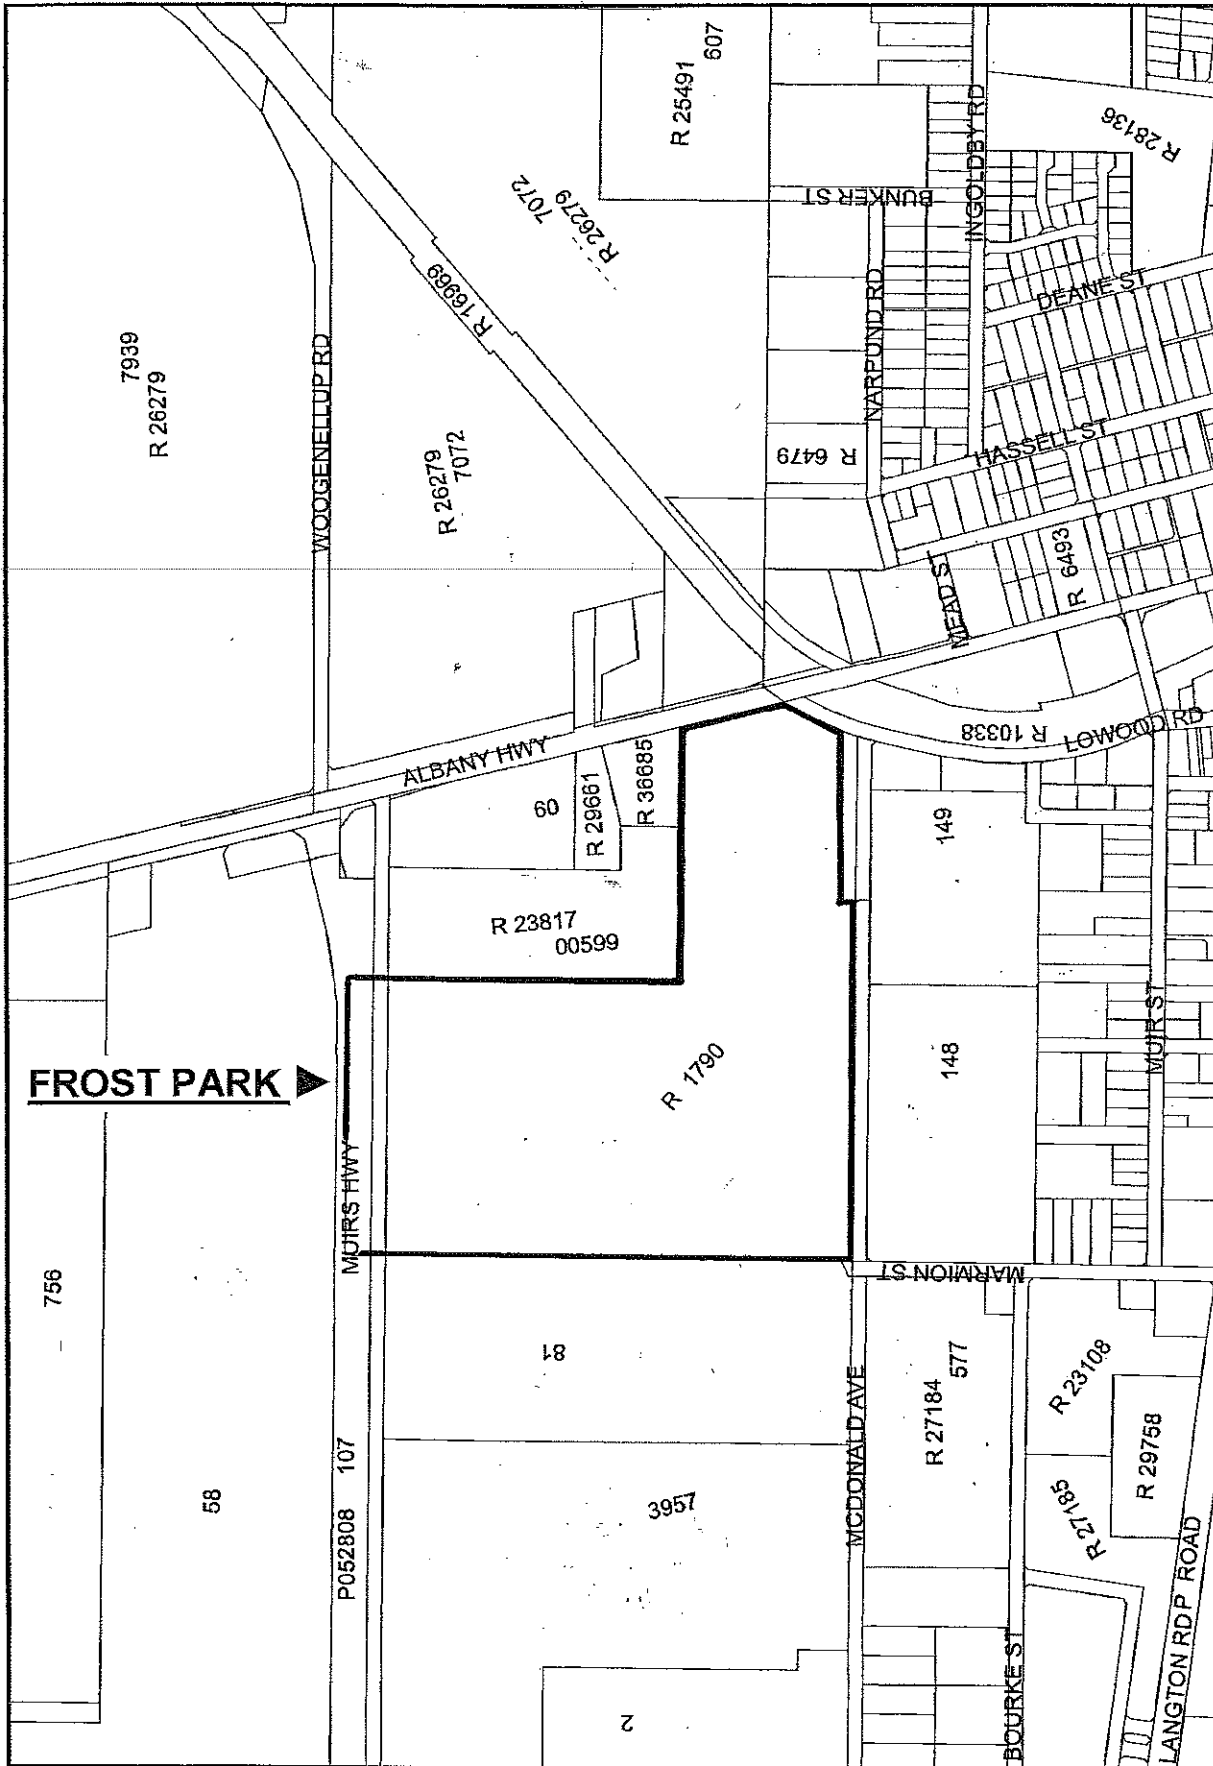 607
R 25491
R 28136
INGOLDBY RD
BUNKER ST
7072
R 26279
R 16969
DEANE ST
NARPUND RD
7939
R 26279
WOOGENELLUP RD
R 26279
7072
HASSELL ST
R 6479
R 6493
MEAD ST
R 10338
LOWOOD RD
ALBANY HWY
60
R 29661
R 36685
149
R 23817
00599
FROST PARK
R 1790
148
MUIR ST
MUIRS HWY
MARMION ST
756
81
577
R 27184
R 23108
MCDONALD AVE
R 29758
58
107
P052808
3957
R 27185
LANGTON RDP ROAD
BOURKE ST
2